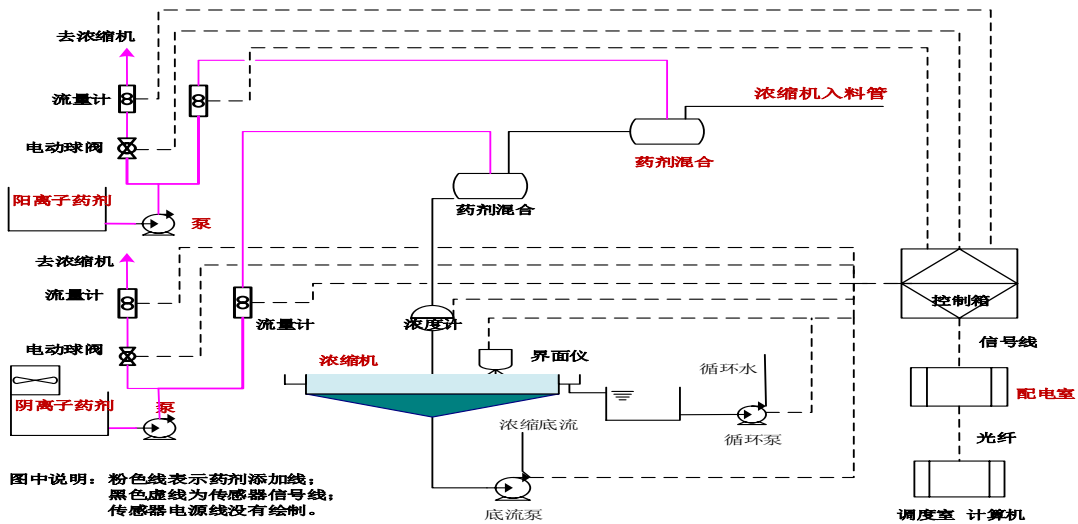 去浓缩机
流量计
浓缩机入料管
电动球阀
药剂混合
阳离子药剂
泵
药剂混合
去浓缩机
流量计
控制箱
浓度计
流量计
信号线
电动球阀
浓缩机
界面仪
循环水
配电室
阴离子药剂
泵
浓缩底流
循环泵
光纤
图中说明：粉色线表示药剂添加线；
黑色虚线为传感器信号线；
传感器电源线没有绘制。
底流泵
调度室 计算机